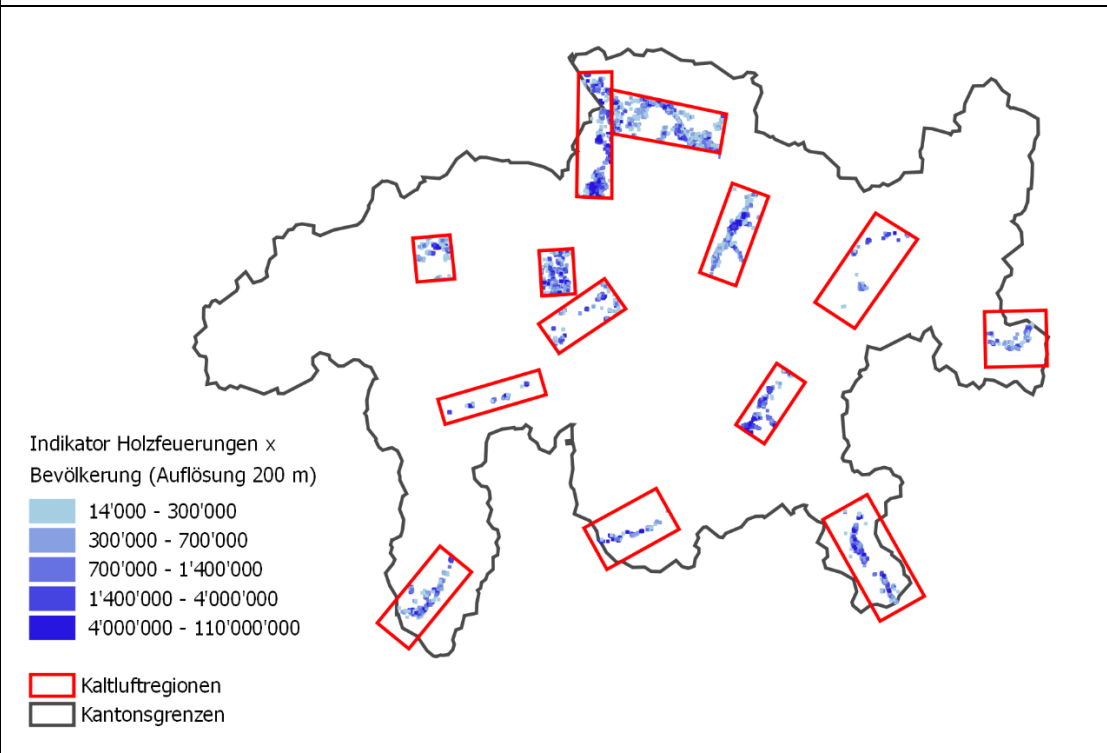 Indikator Holzfeuerungen x
Bevölkerung (Auflösung 200 m)
14'000 - 300'000
300'000 - 700'000
700'000 - 1'400'000
1'400'000 - 4'000'000
4'000'000 - 110'000'000
Kaltluftregionen
Kantonsgrenzen